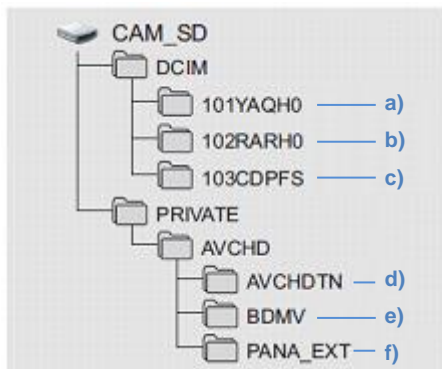 CAM_SD
DCIM
101YAQH0 a)
102RARH0 b)
103CDPFS c)
PRIVATE
AVCHD
AVCHDTN d)
BDMV e)
PANA_EXT f)